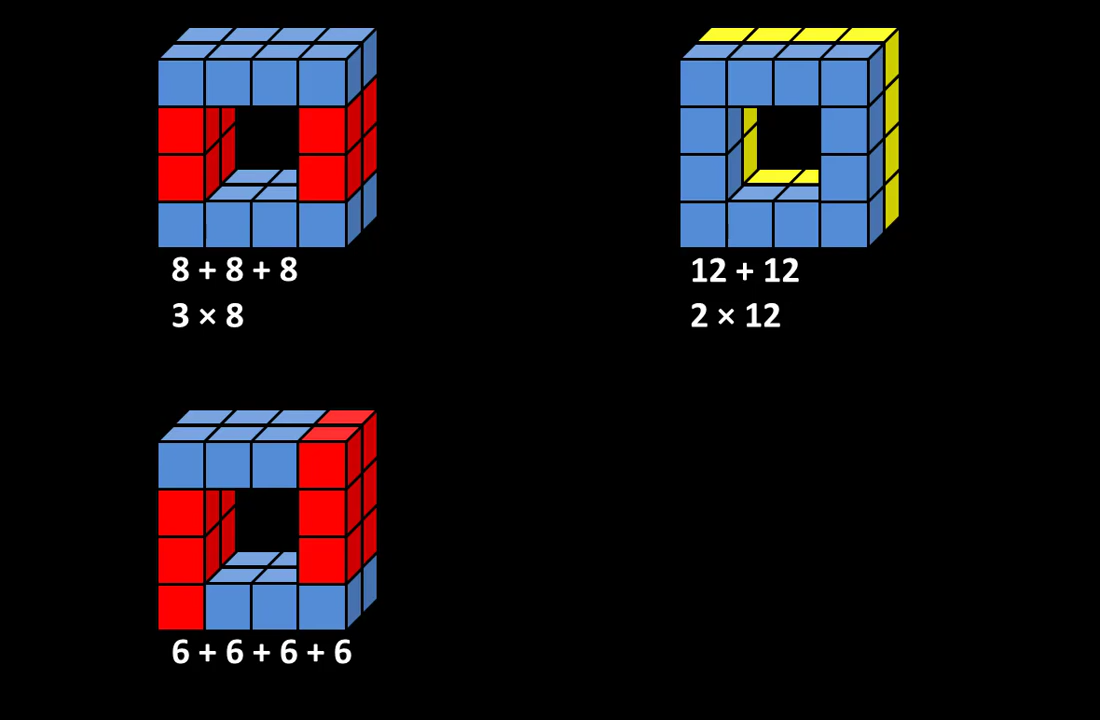 8 + 8 + 8
3 × 8
12 + 12
2 × 12
6 + 6 + 6 + 6